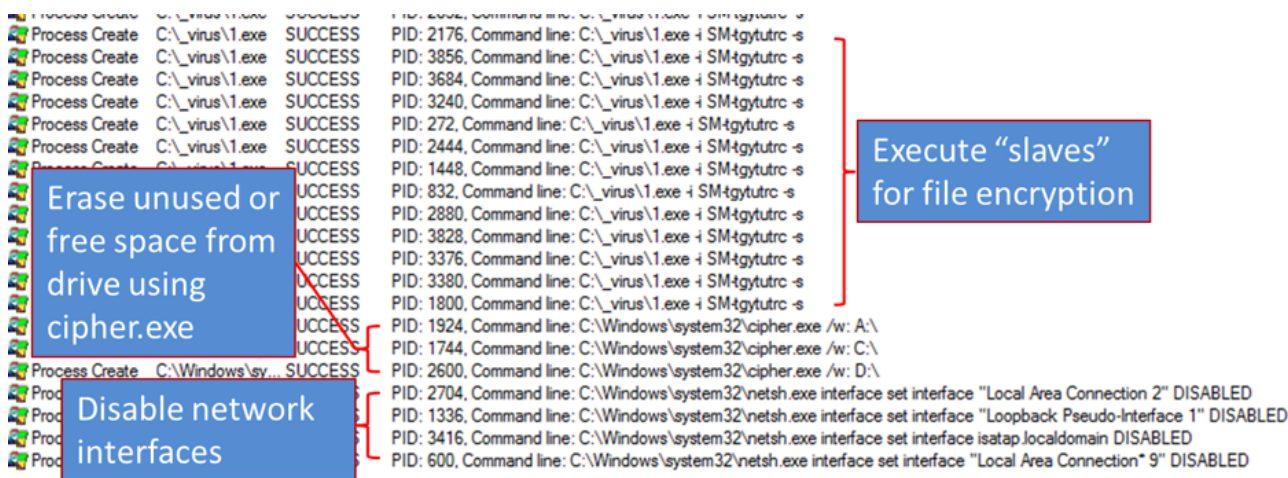 Process Create C:\_virus\1.exe SUCCESS PID: 2176, Command line: C:\_virus\1.exe -i SM-tgytutrc -s
Process Create C:\_virus\1.exe SUCCESS PID: 3856, Command line: C:\_virus\1.exe -i SM-tgytutrc -s
Process Create C:\_virus\1.exe SUCCESS PID: 3684, Command line: C:\_virus\1.exe -i SM-tgytutrc -s
Process Create C:\_virus\1.exe SUCCESS PID: 3240, Command line: C:\_virus\1.exe -i SM-tgytutrc -s
Process Create C:\_virus\1.exe SUCCESS PID: 272, Command line: C:\_virus\1.exe -i SM-tgytutrc -s
Process Create C:\_virus\1.exe SUCCESS PID: 2444, Command line: C:\_virus\1.exe -i SM-tgytutrc -s
PID: 1448, Command line: C:\_virus\1.exe -i SM-tgytutrc -s
PID: 832, Command line: C:\_virus\1.exe -i SM-tgytutrc -s
PID: 2880, Command line: C:\_virus\1.exe -i SM-tgytutrc -s
PID: 3828, Command line: C:\_virus\1.exe -i SM-tgytutrc -s
PID: 3376, Command line: C:\_virus\1.exe -i SM-tgytutrc -s
PID: 3380, Command line: C:\_virus\1.exe -i SM-tgytutrc -s
PID: 1800, Command line: C:\_virus\1.exe -i SM-tgytutrc -s
PID: 1924, Command line: C:\Windows\system32\cipher.exe /w: A:\
PID: 1744, Command line: C:\Windows\system32\cipher.exe /w: C:\
Process Create C:\Windows\sy... SUCCESS PID: 2600, Command line: C:\Windows\system32\cipher.exe /w: D:\
PID: 2704, Command line: C:\Windows\system32\netsh.exe interface set interface "Local Area Connection 2" DISABLED
PID: 1336, Command line: C:\Windows\system32\netsh.exe interface set interface "Loopback Pseudo-Interface 1" DISABLED
PID: 3416, Command line: C:\Windows\system32\netsh.exe interface set interface isatap.localdomain DISABLED
PID: 600, Command line: C:\Windows\system32\netsh.exe interface set interface "Local Area Connection* 9" DISABLED
Execute “slaves”
for file encryption
Erase unused or
free space from
drive using
cipher.exe
Disable network
interfaces